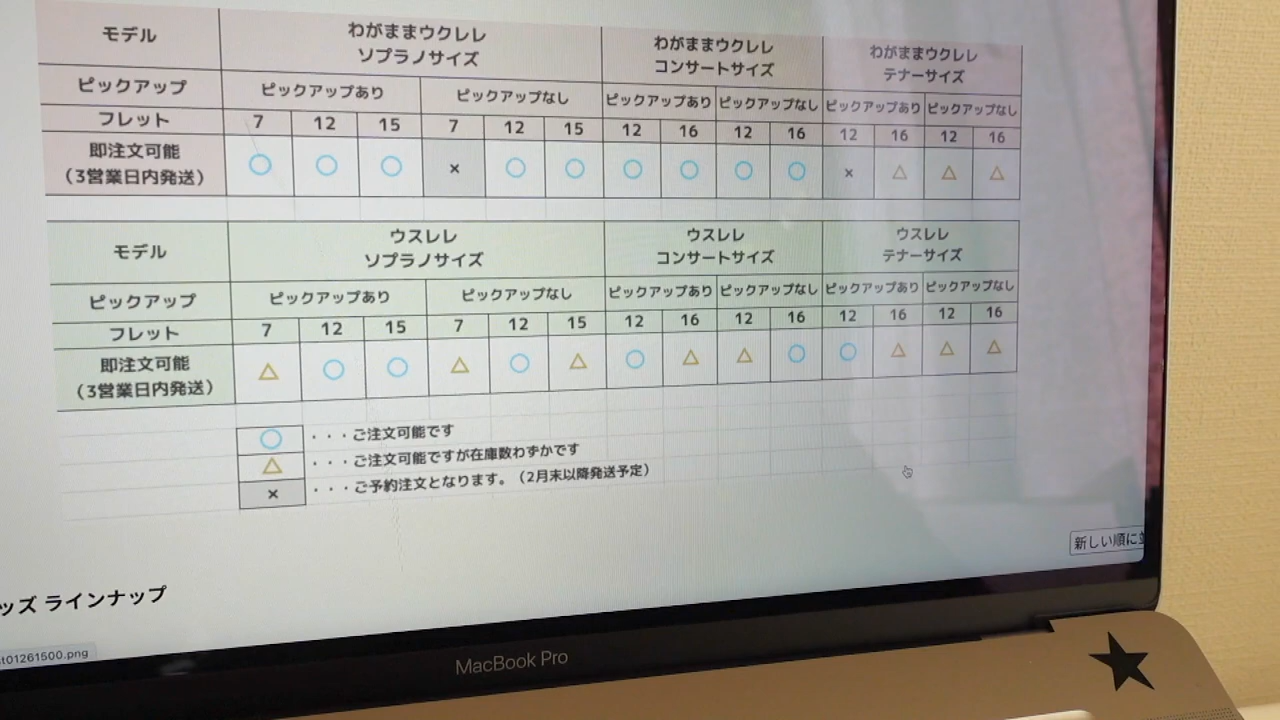 モデル わがままウクレレ わがままウクレレ わがままウクレレ
ソプラノサイズ コンサートサイズ テナーサイズ
ピックアップ ピックアップあり ピックアップなし ピックアップあり ピックアップなし ピックアップあり ピックアップなし
フレット 7 12 15 7 12 15 12 16 12 16 12 16 12 16
即注文可能
(3営業日内発送) ○ ○ ○ × ○ ○ ○ ○ ○ ○ × △ △ △
モデル ウスレレ ウスレレ ウスレレ
ソプラノサイズ コンサートサイズ テナーサイズ
ピックアップ ピックアップあり ピックアップなし ピックアップあり ピックアップなし ピックアップあり ピックアップなし
フレット 7 12 15 7 12 15 12 16 12 16 12 16 12 16
即注文可能
(3営業日内発送) △ ○ ○ △ ○ △ ○ △ △ ○ ○ △ △ △
○ ・・・ご注文可能です
△ ・・・ご注文可能ですが在庫数わずかです
× ・・・ご予約注文となります。(2月末以降発送予定)
新しい順に
ッズ ラインナップ
t01261500.png
MacBook Pro